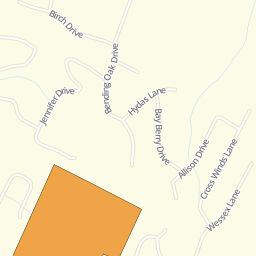 Birch Drive
Bending Oak Drive
Jennifer Drive
Hydas Lane
Bay Berry Drive
Allison Drive
Cross Winds Lane
Wessex Lane